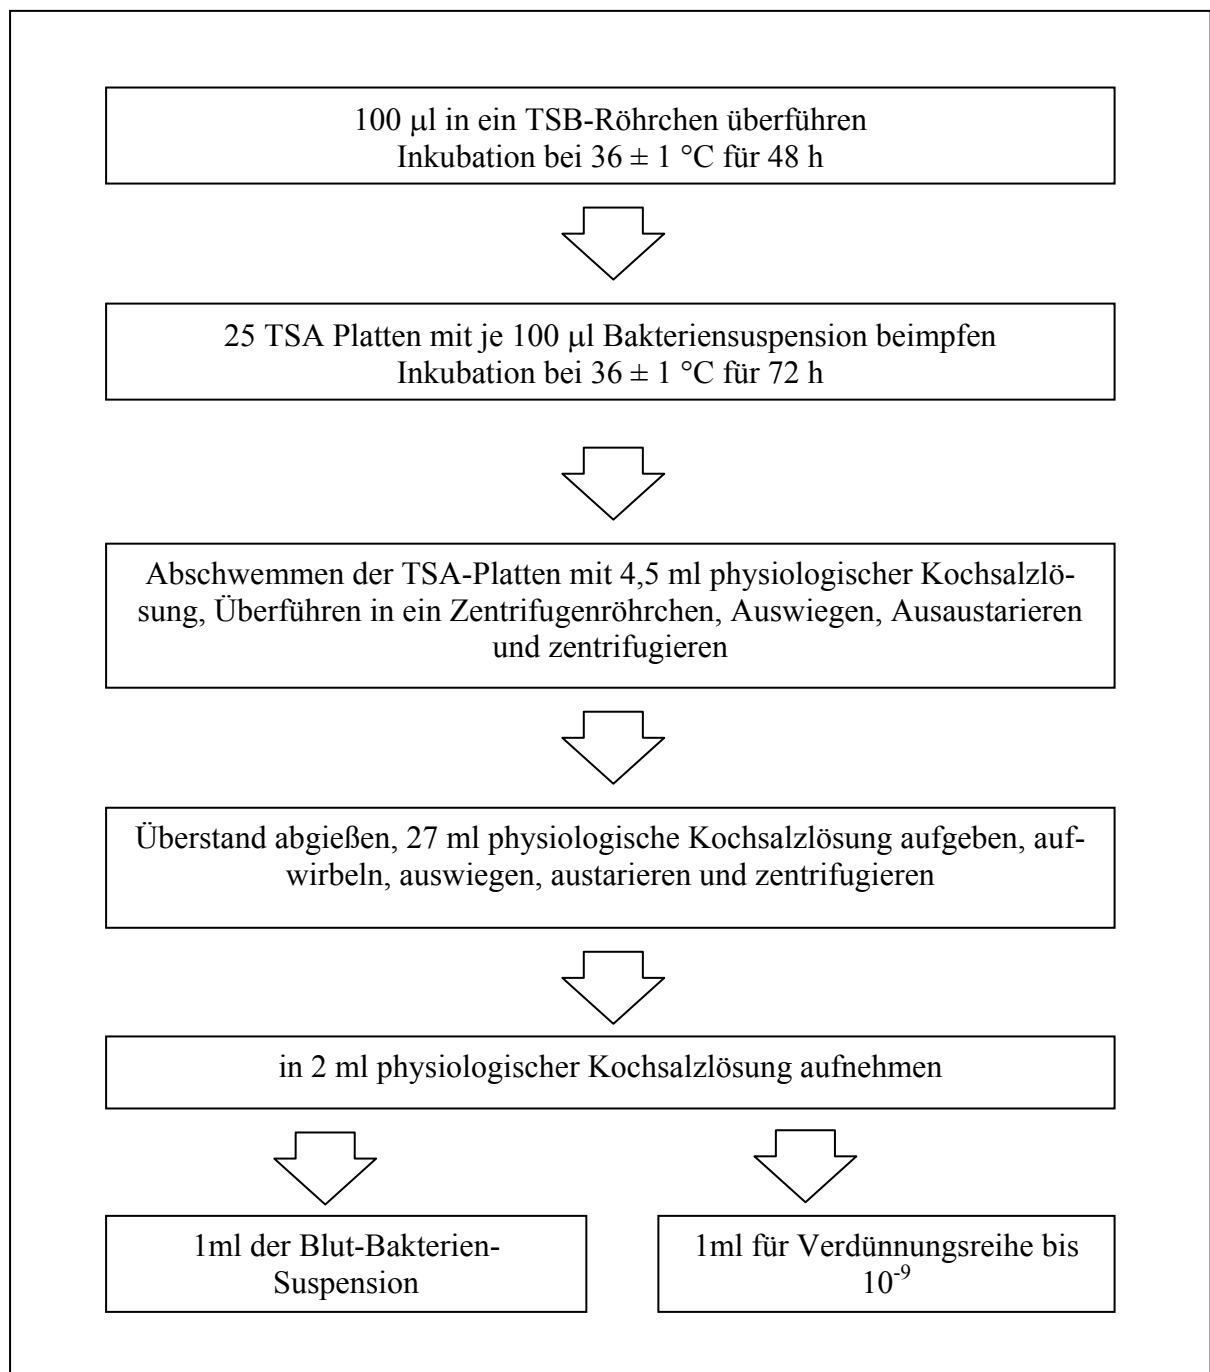 100 µl in ein TSB-Röhrchen überführen
Inkubation bei 36 ± 1 °C für 48 h
25 TSA Platten mit je 100 µl Bakteriensuspension beimpfen
Inkubation bei 36 ± 1 °C für 72 h
Abschwemmen der TSA-Platten mit 4,5 ml physiologischer Kochsalzlö-
sung, Überführen in ein Zentrifugenröhrchen, Auswiegen, Ausaustarieren
und zentrifugieren
Überstand abgießen, 27 ml physiologische Kochsalzlösung aufgeben, auf-
wirbeln, auswiegen, austarieren und zentrifugieren
in 2 ml physiologischer Kochsalzlösung aufnehmen
1ml der Blut-Bakterien-
Suspension
1ml für Verdünnungsreihe bis
10⁻⁹